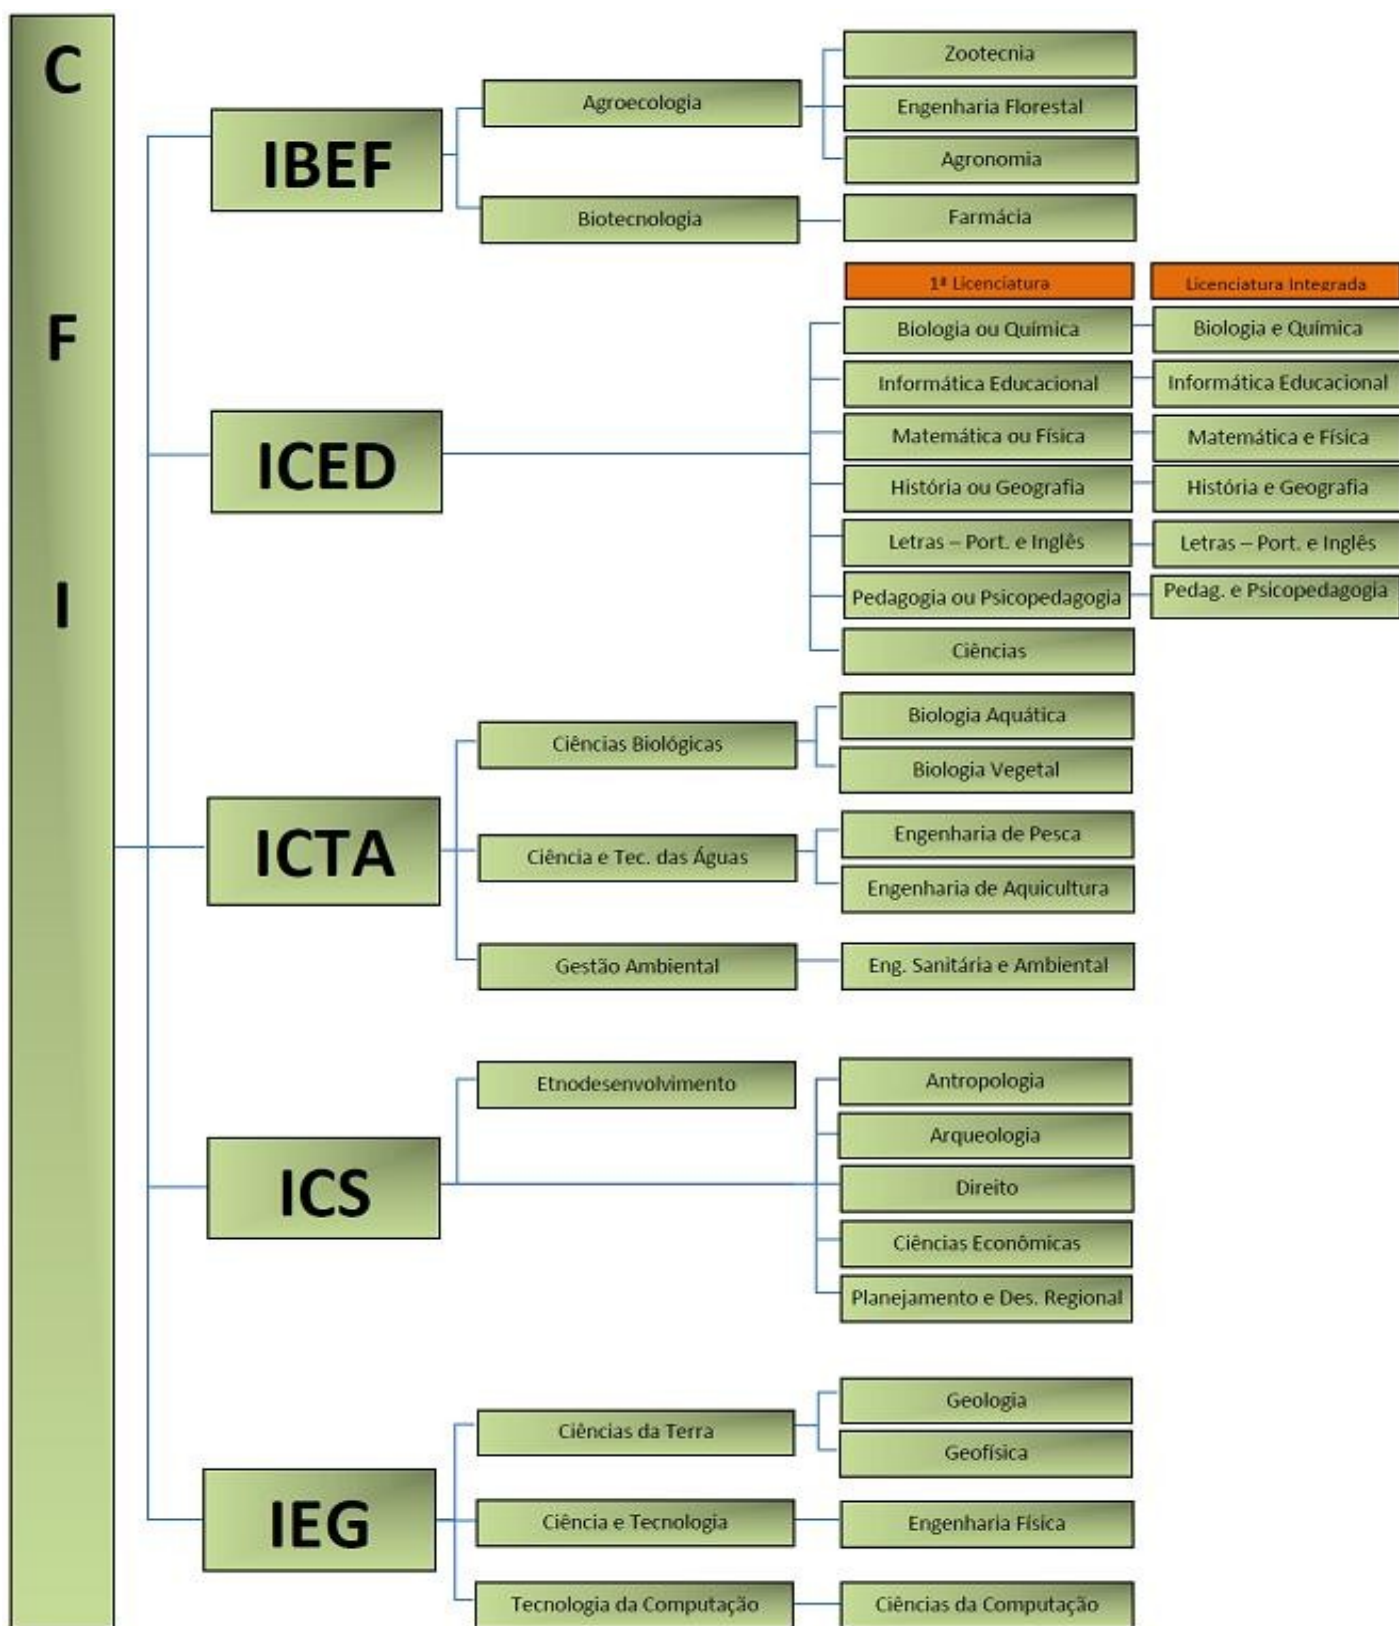 C
F
I
IBEF
Agroecologia
Zootecnia
Engenharia Florestal
Agronomia
Biotecnologia
Farmácia
ICED
1ª Licenciatura
Licenciatura Integrada
Biologia ou Química
Biologia e Química
Informática Educacional
Informática Educacional
Matemática ou Física
Matemática e Física
História ou Geografia
História e Geografia
Letras – Port. e Inglês
Letras – Port. e Inglês
Pedagogia ou Psicopedagogia
Pedag. e Psicopedagogia
Ciências
ICTA
Ciências Biológicas
Biologia Aquática
Biologia Vegetal
Ciência e Tec. das Águas
Engenharia de Pesca
Engenharia de Aquicultura
Gestão Ambiental
Eng. Sanitária e Ambiental
ICS
Etnodesenvolvimento
Antropologia
Arqueologia
Direito
Ciências Econômicas
Planejamento e Des. Regional
IEG
Ciências da Terra
Geologia
Geofísica
Ciência e Tecnologia
Engenharia Física
Tecnologia da Computação
Ciências da Computação